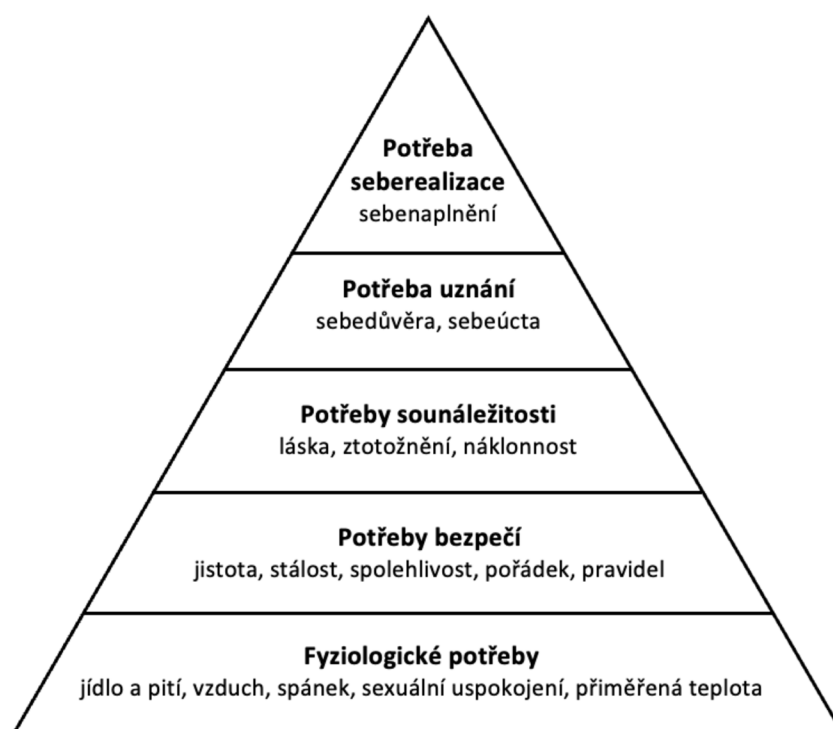 Potřeba
seberealizace
sebenaplnění
Potřeba uznání
sebedůvěra, sebeúcta
Potřeby sounáležitosti
láska, ztotožnění, náklonnost
Potřeby bezpečí
jistota, stálost, spolehlivost, pořádek, pravidel
Fyziologické potřeby
jídlo a pití, vzduch, spánek, sexuální uspokojení, přiměřená teplota